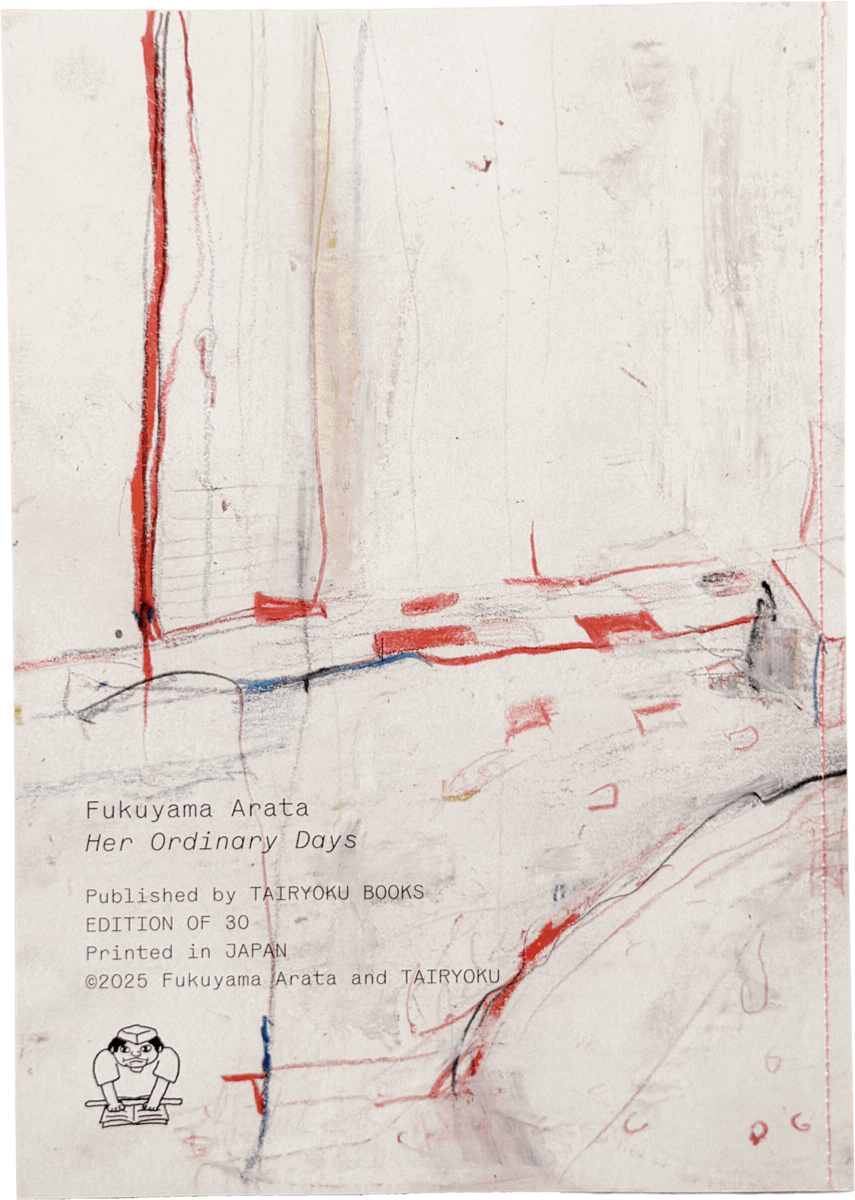 Fukuyama Arata
Her Ordinary Days
Published by TAIRYOKU BOOKS
EDITION OF 30
Printed in JAPAN
©2025 Fukuyama Arata and TAIRYOKU